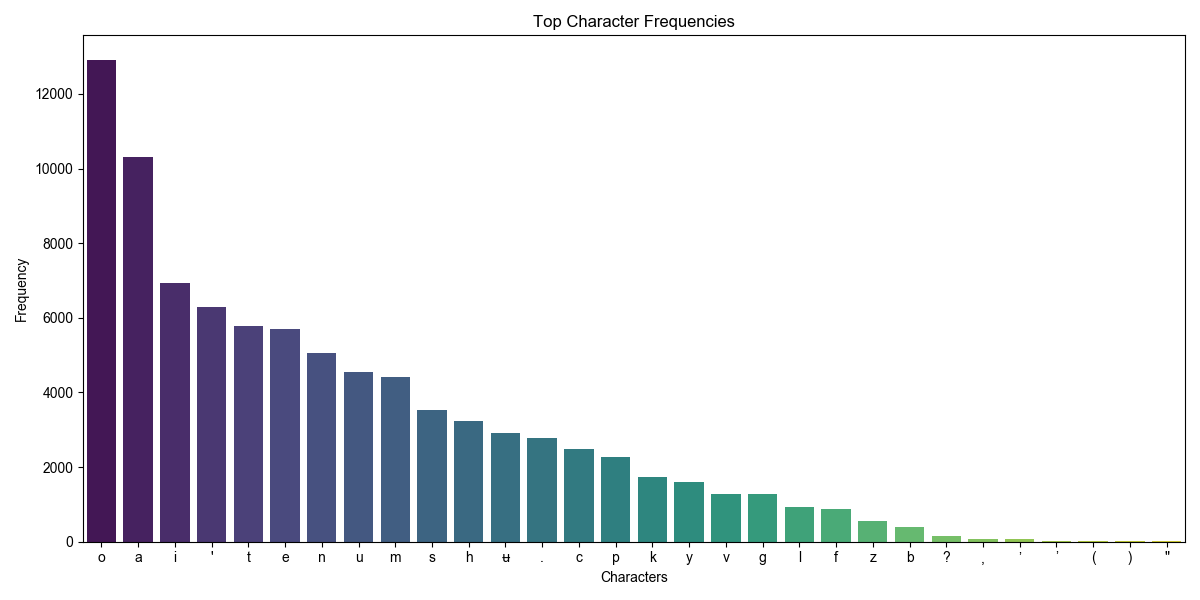 Top Character Frequencies
Frequency
12000
10000
8000
6000
4000
2000
0
o a i ' t e n u m s h ʉ . c p k y v g l f z b ? , ‘ ’ ( ) "
Characters